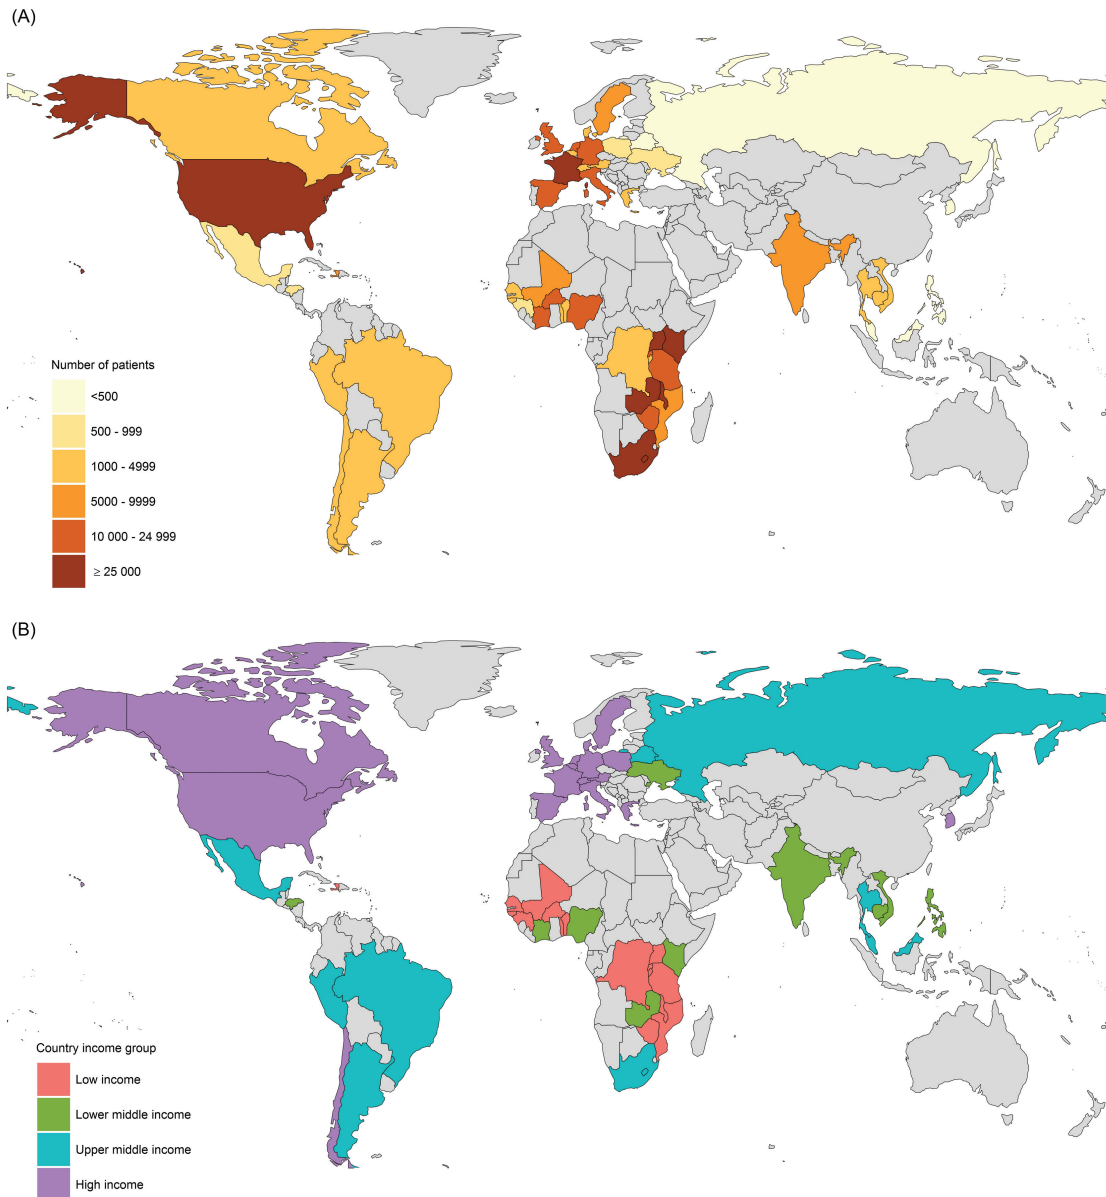 (A)
Number of patients
<500
500 - 999
1000 - 4999
5000 - 9999
10 000 - 24 999
≥ 25 000
(B)
Country income group
Low income
Lower middle income
Upper middle income
High income